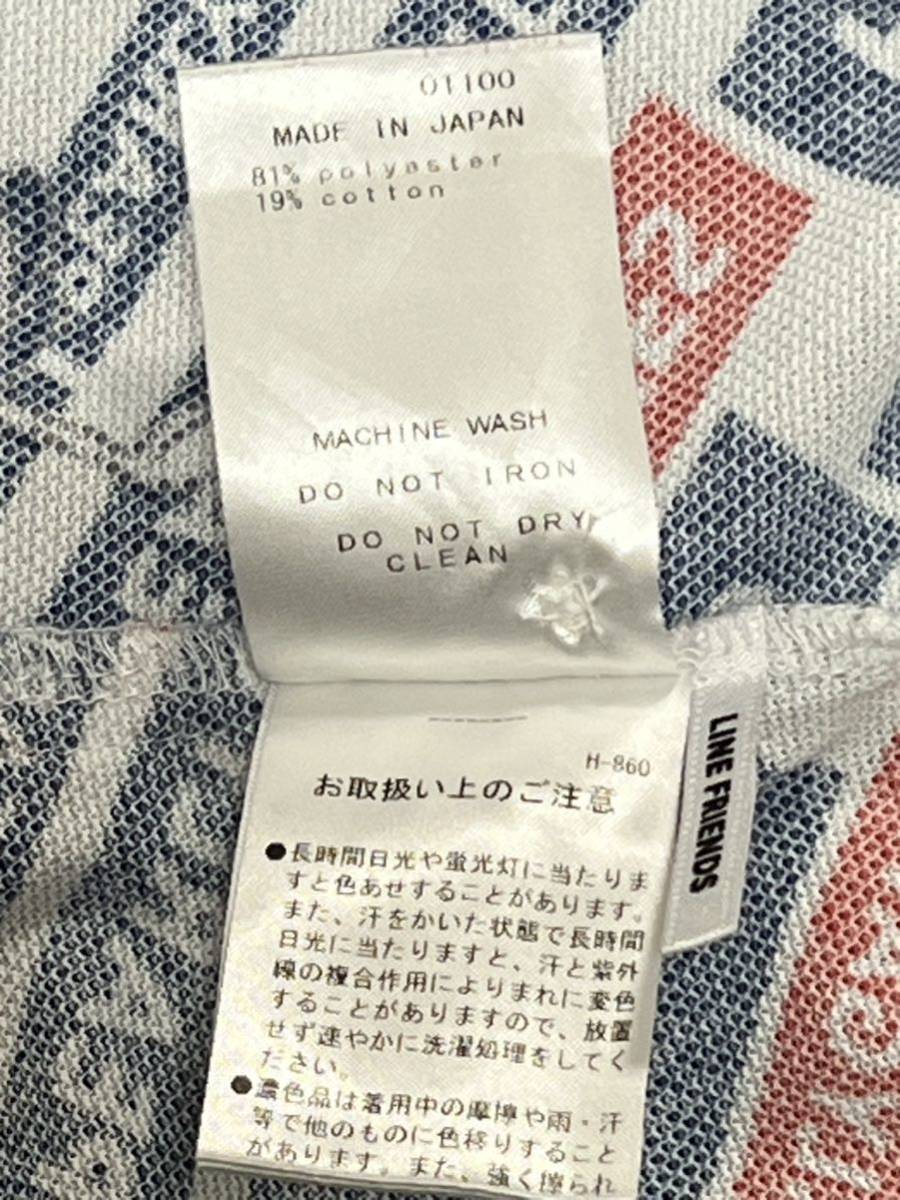 01100
MADE IN JAPAN
81% polyester
19% cotton
MACHINE WASH
DO NOT IRON
DO NOT DRY
CLEAN
H-860
お取扱い上のご注意
●長時間日光や蛍光灯に当たりま
すと色あせすることがあります。
また、汗をかいた状態で長時間
日光に当たりますと、汗と紫外
線の複合作用によりまれに変色
することがありますので、放置
せず速やかに洗濯処理をしてく
ださい。
●濃色品は着用中の摩擦や雨・汗
等で他のものに色移りすること
があります。また、強く擦られ
LINE FRIENDS